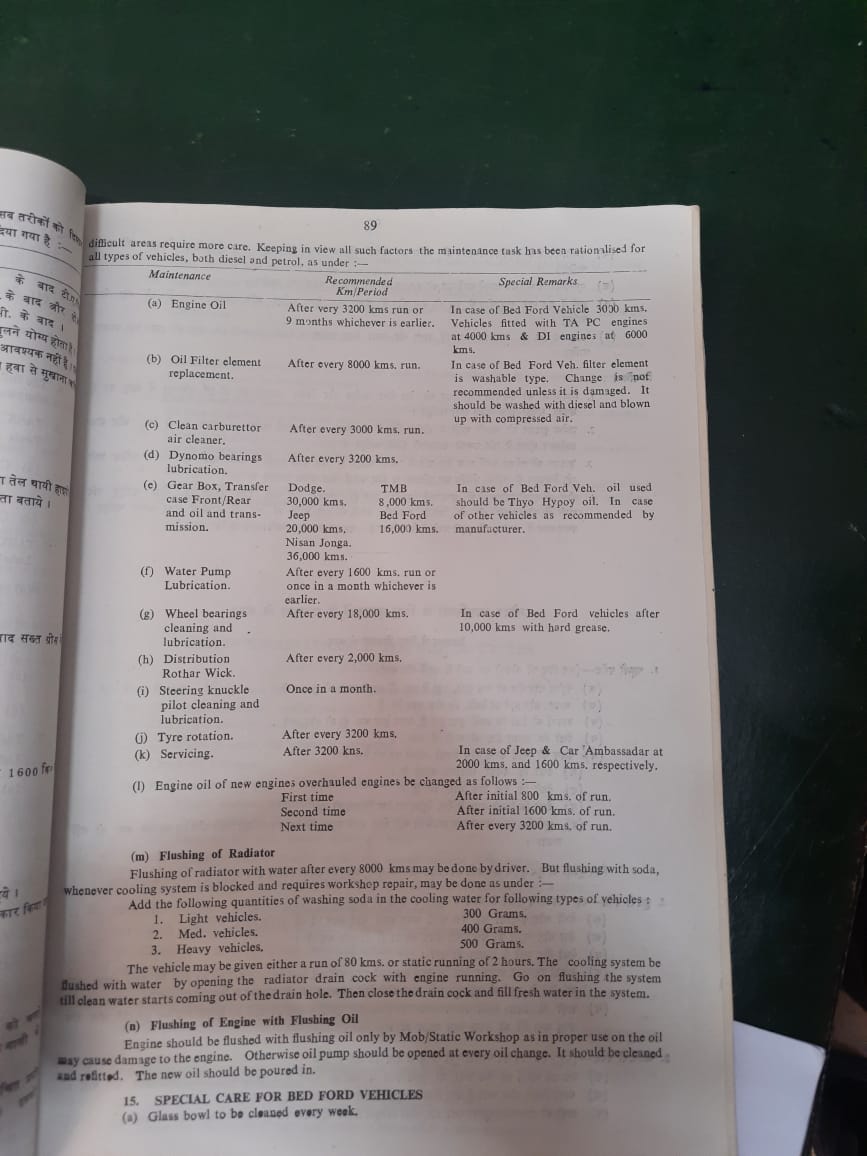 सब तरीकों को
दिया गया है :—
के बाद
के बाद और
के बाद ।
योग्य होता है
आवश्यक नहीं है ।
हवा से सुखाना
ता बताये ।
बाद सख्त
1600
89
difficult areas require more care. Keeping in view all such factors the maintenance task has been rationalised for
all types of vehicles, both diesel and petrol, as under :—
Maintenance Recommended Km/Period Special Remarks
(a) Engine Oil After very 3200 kms run or 9 months whichever is earlier. In case of Bed Ford Vehicle 3000 kms.
Vehicles fitted with TA PC engines
at 4000 kms & DI engines at 6000
kms.
(b) Oil Filter element After every 8000 kms. run. In case of Bed Ford Veh. filter element
replacement. is washable type. Change is not
recommended unless it is damaged. It
should be washed with diesel and blown
up with compressed air.
(c) Clean carburettor After every 3000 kms. run.
air cleaner.
(d) Dynomo bearings After every 3200 kms.
lubrication.
(e) Gear Box, Transfer Dodge. TMB In case of Bed Ford Veh. oil used
case Front/Rear 30,000 kms. 8,000 kms. should be Thyo Hypoy oil. In case
and oil and trans- Jeep Bed Ford of other vehicles as recommended by
mission. 20,000 kms. 16,000 kms. manufacturer.
Nisan Jonga.
36,000 kms.
(f) Water Pump After every 1600 kms. run or
Lubrication. once in a month whichever is
earlier.
(g) Wheel bearings After every 18,000 kms. In case of Bed Ford vehicles after
cleaning and 10,000 kms with hard grease.
lubrication.
(h) Distribution After every 2,000 kms.
Rothar Wick.
(i) Steering knuckle Once in a month.
pilot cleaning and
lubrication.
(j) Tyre rotation. After every 3200 kms.
(k) Servicing. After 3200 kns. In case of Jeep & Car Ambassadar at
2000 kms. and 1600 kms. respectively.
(l) Engine oil of new engines overhauled engines be changed as follows :—
First time After initial 800 kms. of run.
Second time After initial 1600 kms. of run.
Next time After every 3200 kms. of run.
(m) Flushing of Radiator
Flushing of radiator with water after every 8000 kms may be done by driver. But flushing with soda,
whenever cooling system is blocked and requires workshop repair, may be done as under :—
Add the following quantities of washing soda in the cooling water for following types of vehicles :
1. Light vehicles. 300 Grams.
2. Med. vehicles. 400 Grams.
3. Heavy vehicles. 500 Grams.
The vehicle may be given either a run of 80 kms. or static running of 2 hours. The cooling system be
flushed with water by opening the radiator drain cock with engine running. Go on flushing the system
till clean water starts coming out of the drain hole. Then close the drain cock and fill fresh water in the system.
(n) Flushing of Engine with Flushing Oil
Engine should be flushed with flushing oil only by Mob/Static Workshop as in proper use on the oil
may cause damage to the engine. Otherwise oil pump should be opened at every oil change. It should be cleaned
and refitted. The new oil should be poured in.
15. SPECIAL CARE FOR BED FORD VEHICLES
(a) Glass bowl to be cleaned every week.